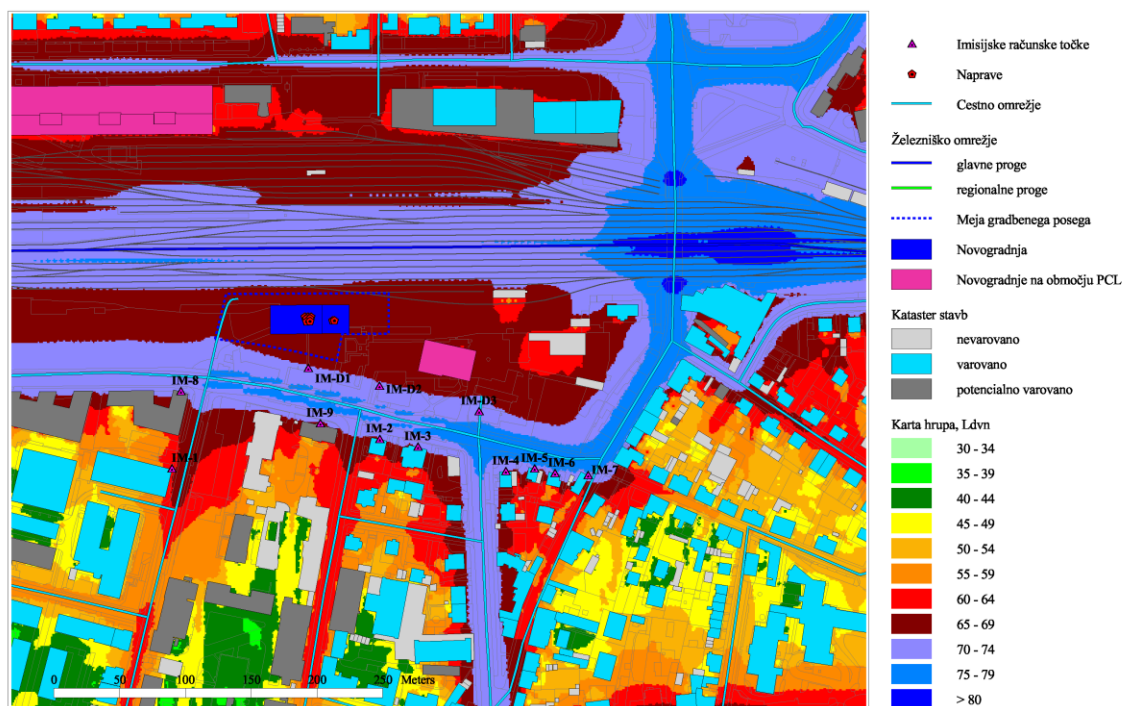 Imisijske računske točke
Naprave
Cestno omrežje
Železniško omrežje
glavne proge
regionalne proge
Meja gradbenega posega
Novogradnja
Novogradnje na območju PCL
Kataster stavb
nevarovano
varovano
potencialno varovano
Karta hrupa, Ldvn
30 - 34
35 - 39
40 - 44
45 - 49
50 - 54
55 - 59
60 - 64
65 - 69
70 - 74
75 - 79
> 80
IM-D1
IM-8
IM-D2
IM-D3
IM-9
IM-2
IM-3
IM-1
IM-4
IM-5
IM-6
IM-7
0 50 100 150 200 250 Meters